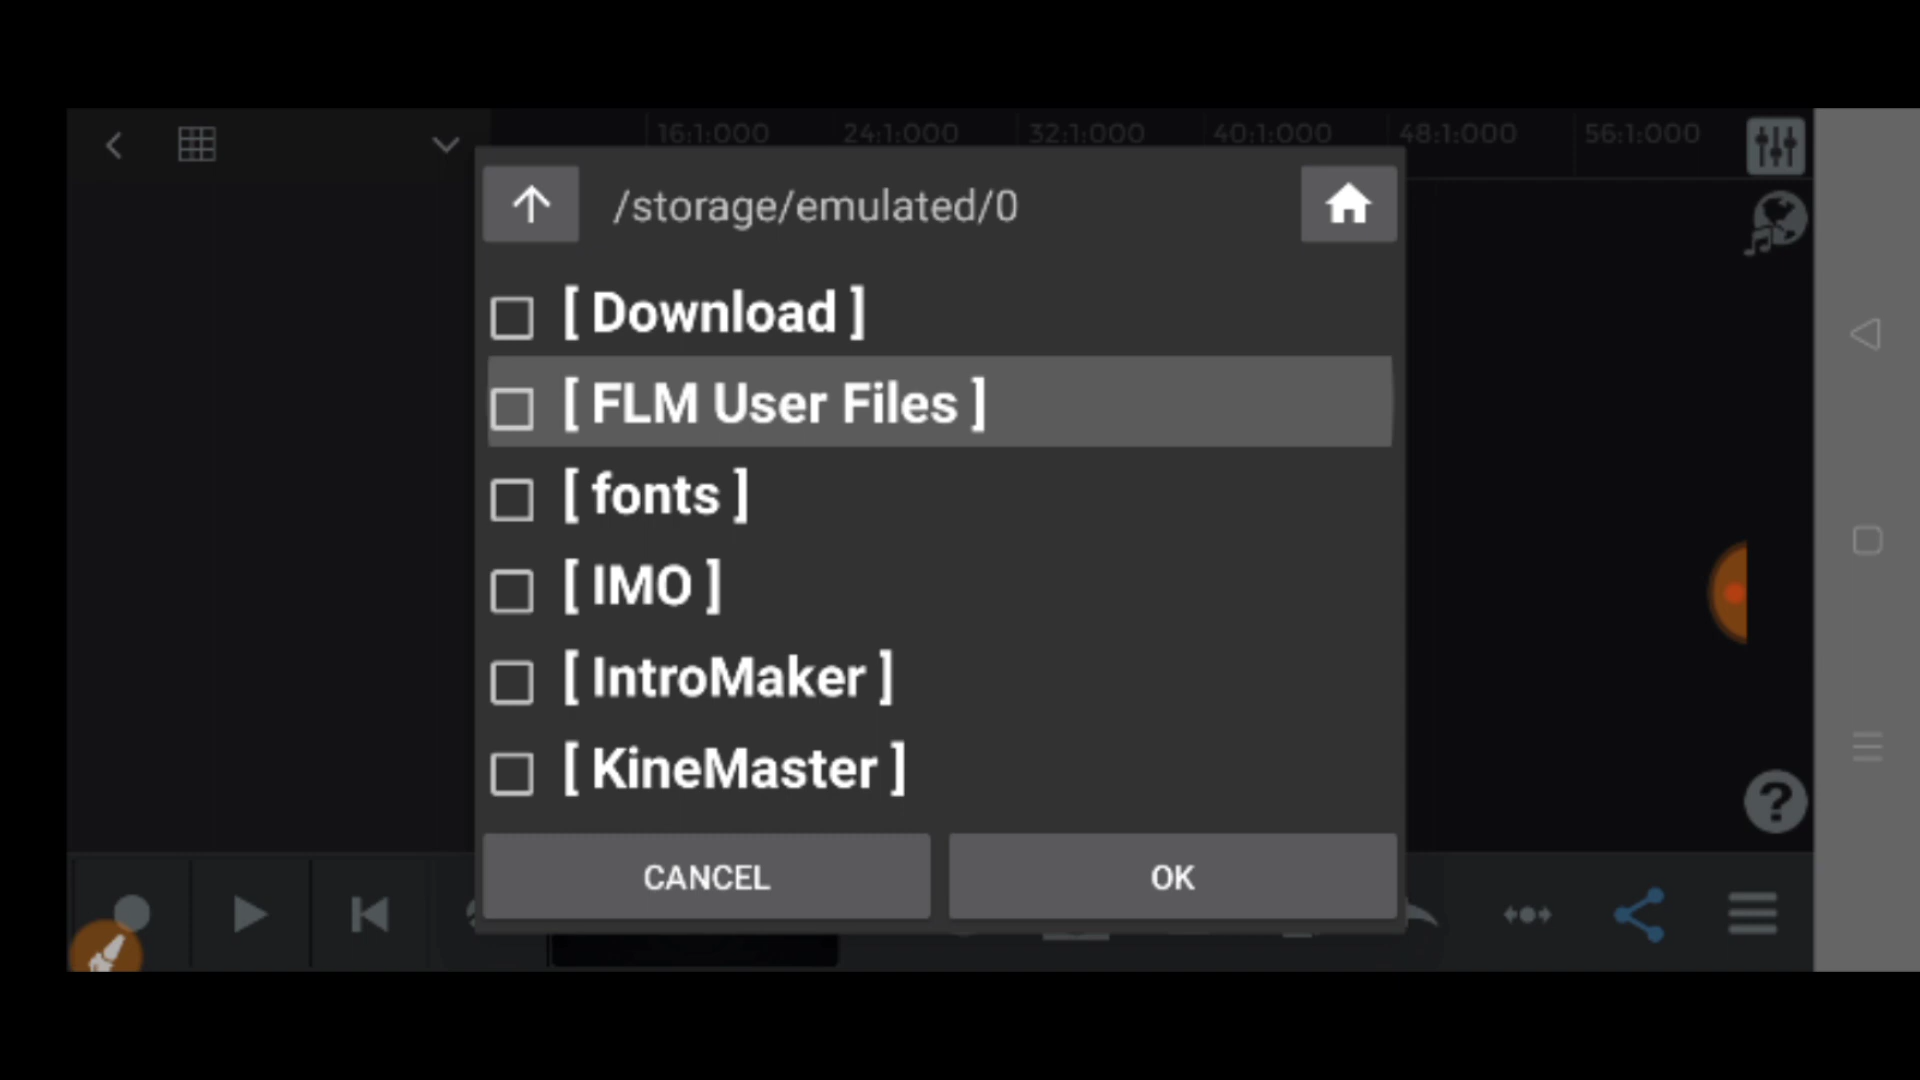 16:1:000 24:1:000 32:1:000 40:1:000 48:1:000 56:1:000
/storage/emulated/0
[ Download ]
[ FLM User Files ]
[ fonts ]
[ IMO ]
[ IntroMaker ]
[ KineMaster ]
CANCEL OK
?